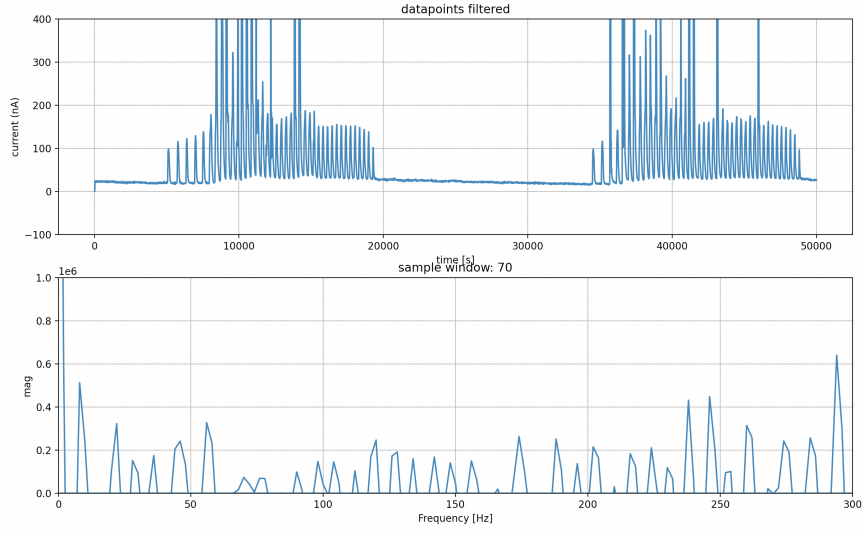 datapoints filtered
400
300
200
100
0
−100
current (nA)
0 10000 20000 30000 40000 50000
time [s]
sample window: 70
1e6
1.0
0.8
0.6
0.4
0.2
0.0
mag
0 50 100 150 200 250 300
Frequency [Hz]